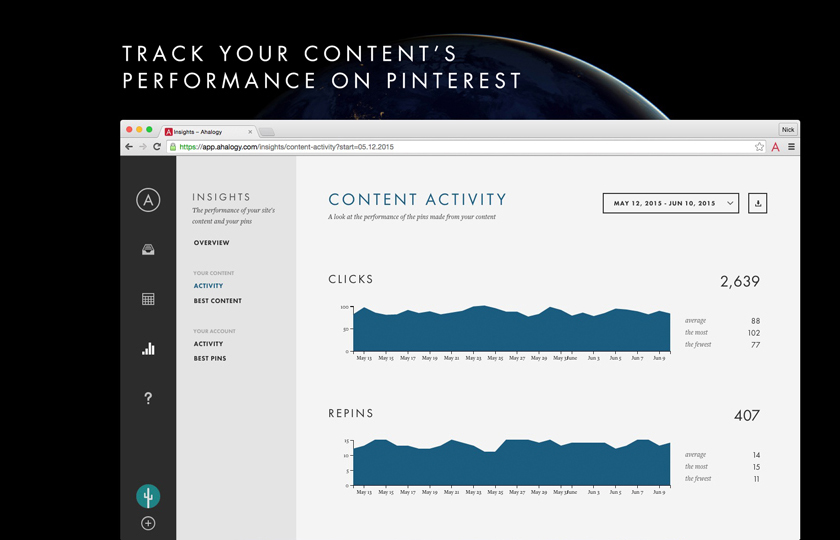 TRACK YOUR CONTENT'S
PERFORMANCE ON PINTEREST
Insights – Ahalogy
Nick
https://app.ahalogy.com/insights/content-activity?start=05.12.2015
A
A
INSIGHTS
The performance of your site's
content and your pins
OVERVIEW
YOUR CONTENT
ACTIVITY
BEST CONTENT
YOUR ACCOUNT
ACTIVITY
BEST PINS
?
CONTENT ACTIVITY
A look at the performance of the pins made from your content
MAY 12, 2015 - JUN 10, 2015
CLICKS
2,639
100
50
0
May 13 May 15 May 17 May 19 May 21 May 23 May 25 May 27 May 29 May 31 June Jun 3 Jun 5 Jun 7 Jun 9
average 88
the most 102
the fewest 77
REPINS
407
15
10
5
0
May 13 May 15 May 17 May 19 May 21 May 23 May 25 May 27 May 29 May 31 June Jun 3 Jun 5 Jun 7 Jun 9
average 14
the most 15
the fewest 11